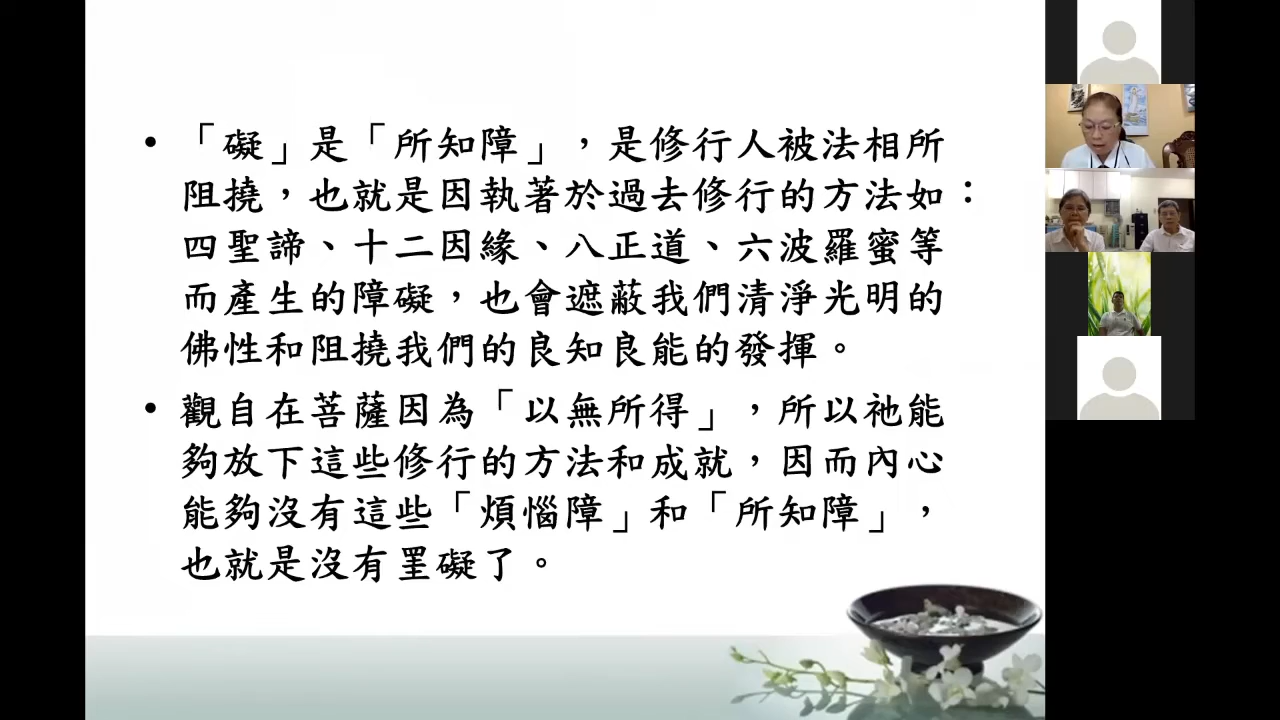 • 「礙」是「所知障」，是修行人被法相所
阻撓，也就是因執著於過去修行的方法如：
四聖諦、十二因緣、八正道、六波羅蜜等
而產生的障礙，也會遮蔽我們清淨光明的
佛性和阻撓我們的良知良能的發揮。
• 觀自在菩薩因為「以無所得」，所以祂能
夠放下這些修行的方法和成就，因而內心
能夠沒有這些「煩惱障」和「所知障」，
也就是沒有罣礙了。